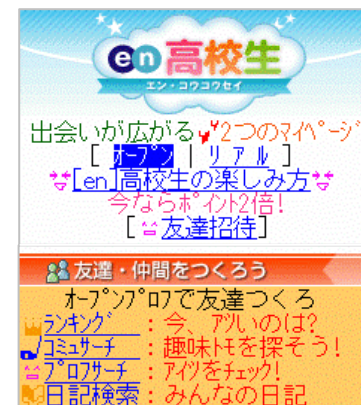 en高校生
エン・コウコウセイ
出会いが広がる 2つのﾏｲﾍﾟｰｼﾞ
[ ｵｰﾌﾟﾝ | ﾘｱﾙ ]
[en]高校生の楽しみ方
今ならﾎﾟｲﾝﾄ2倍!
[友達招待]
友達・仲間をつくろう
ｵｰﾌﾟﾝﾌﾟﾛﾌで友達つくろ
ﾗﾝｷﾝｸﾞ：今、ｱﾂいのは?
ｺﾐｭｻｰﾁ：趣味ﾄﾓを探そう!
ﾌﾟﾛﾌｻｰﾁ：ｱｲﾂをﾁｪｯｸ!
日記検索：みんなの日記